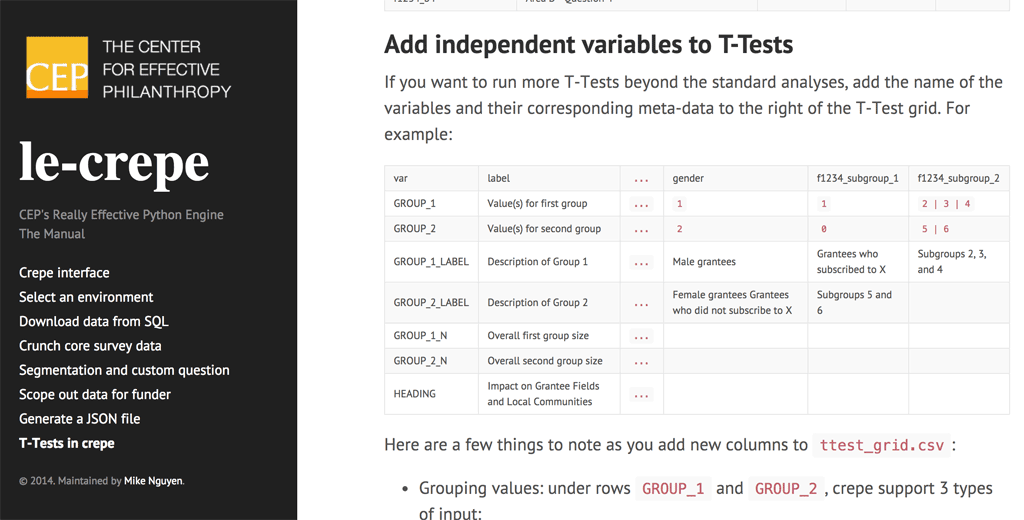 CEP
THE CENTER
FOR EFFECTIVE
PHILANTHROPY
le-crepe
CEP's Really Effective Python Engine
The Manual
Crepe interface
Select an environment
Download data from SQL
Crunch core survey data
Segmentation and custom question
Scope out data for funder
Generate a JSON file
T-Tests in crepe
© 2014. Maintained by Mike Nguyen.
Add independent variables to T-Tests
If you want to run more T-Tests beyond the standard analyses, add the name of the
variables and their corresponding meta-data to the right of the T-Test grid. For
example:
var label ... gender f1234_subgroup_1 f1234_subgroup_2
GROUP_1 Value(s) for first group ... 1 1 2 | 3 | 4
GROUP_2 Value(s) for second group ... 2 0 5 | 6
GROUP_1_LABEL Description of Group 1 ... Male grantees Grantees who subscribed to X Subgroups 2, 3, and 4
GROUP_2_LABEL Description of Group 2 ... Female grantees Grantees who did not subscribe to X Subgroups 5 and 6
GROUP_1_N Overall first group size ...
GROUP_2_N Overall second group size ...
HEADING Impact on Grantee Fields and Local Communities ...
Here are a few things to note as you add new columns to ttest_grid.csv :
• Grouping values: under rows GROUP_1 and GROUP_2 , crepe support 3 types
of input: